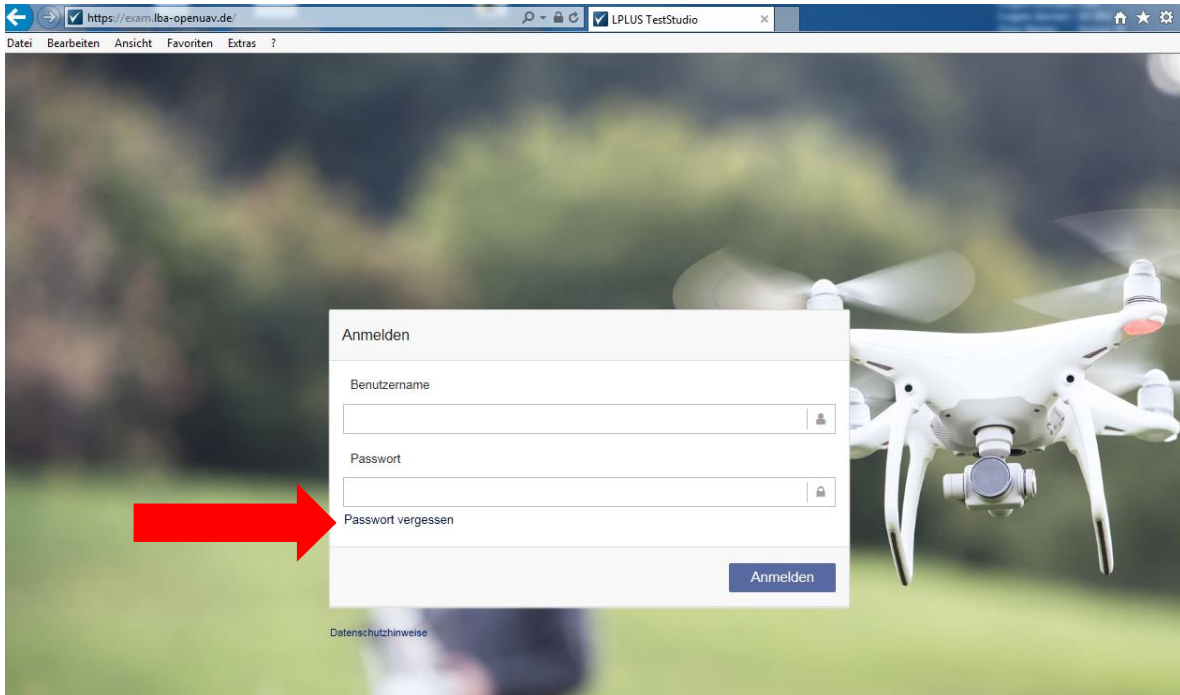 https://exam.lba-openuav.de/
LPLUS TestStudio
Datei Bearbeiten Ansicht Favoriten Extras ?
Anmelden
Benutzername
Passwort
Passwort vergessen
Anmelden
Datenschutzhinweise